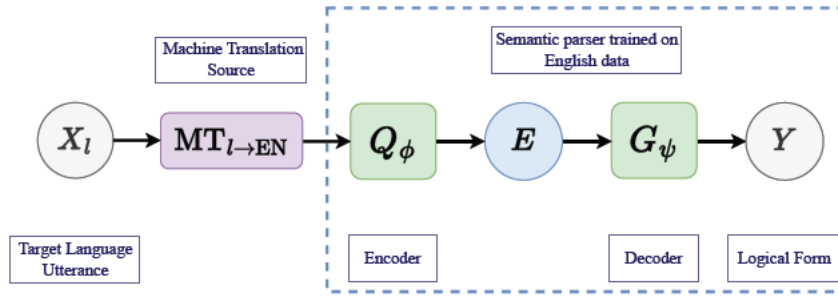 Machine Translation
Source
Semantic parser trained on
English data
X_l
MT_{l→EN}
Q_ϕ
E
G_ψ
Y
Target Language
Utterance
Encoder
Decoder
Logical Form